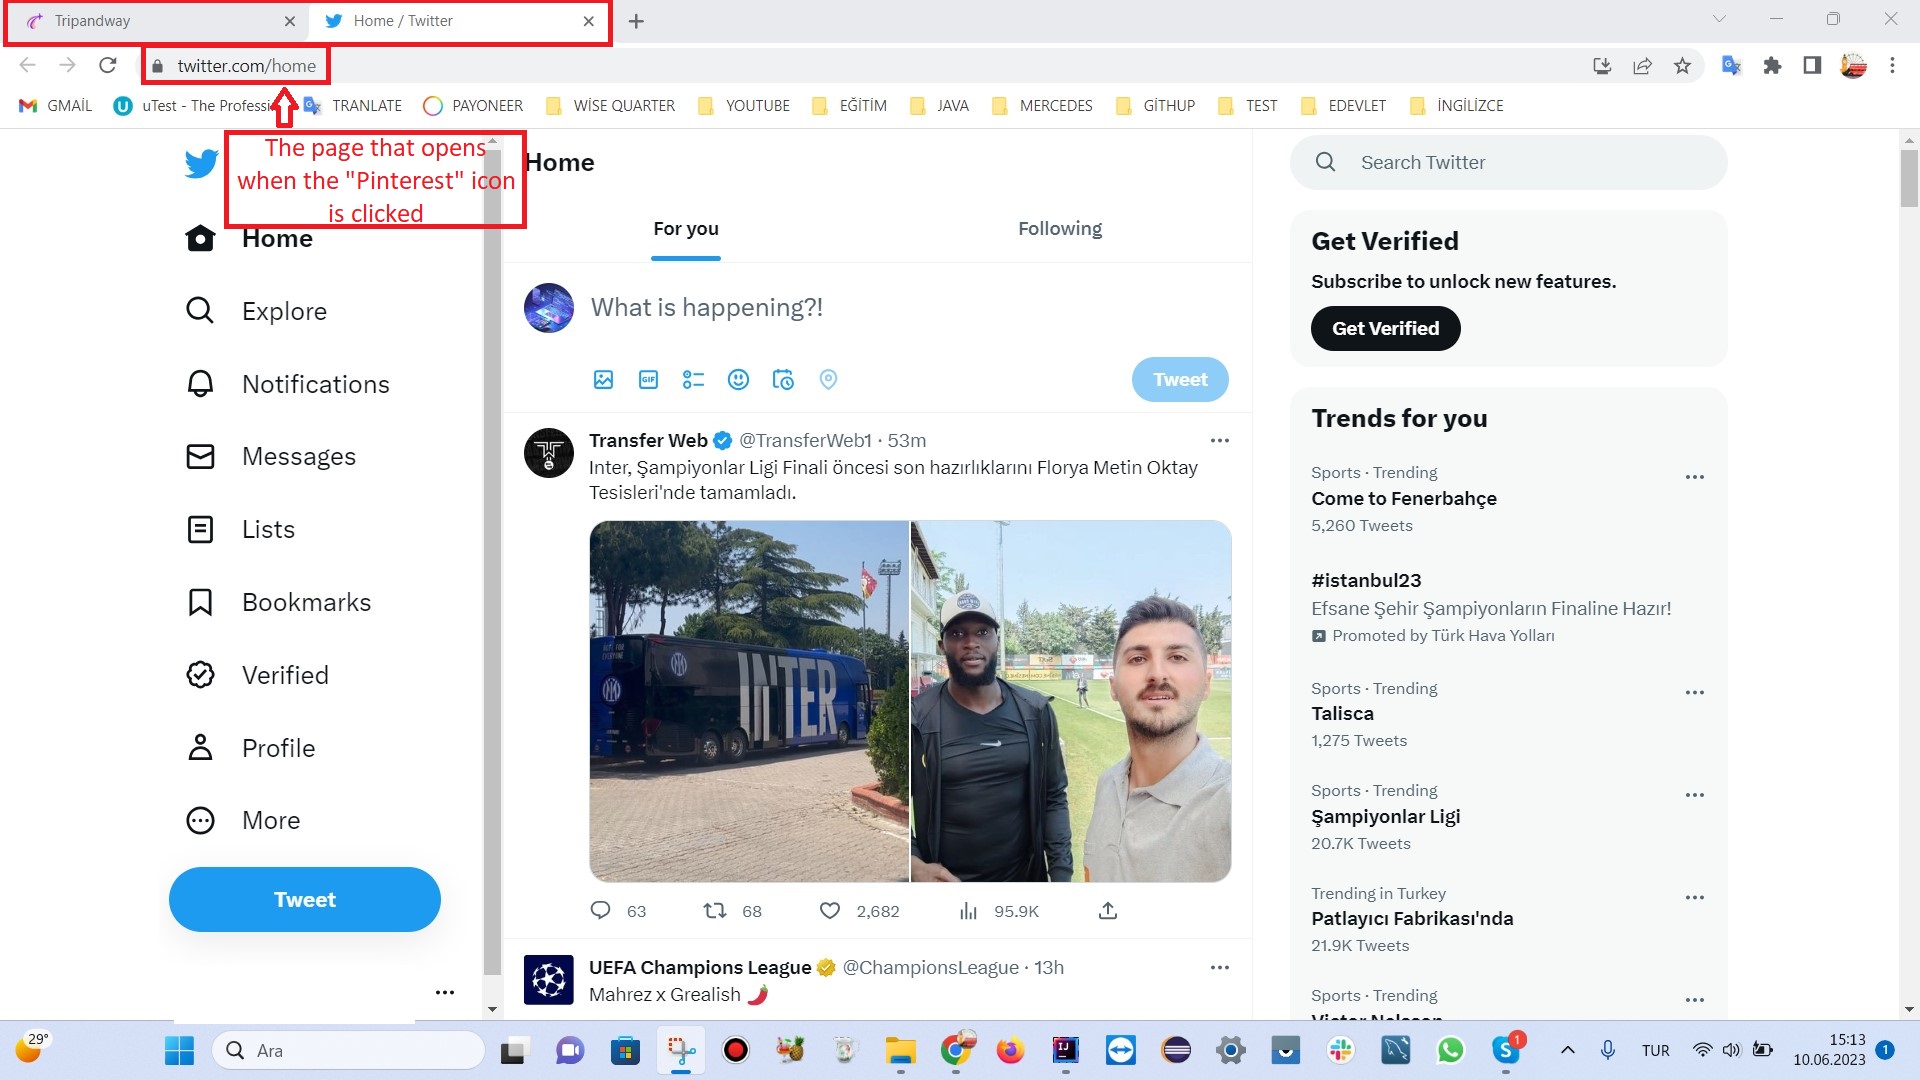 Tripandway
Home / Twitter
twitter.com/home
GMAİL
uTest - The Professi
TRANLATE
PAYONEER
WİSE QUARTER
YOUTUBE
EĞİTİM
JAVA
MERCEDES
GİTHUP
TEST
EDEVLET
İNGİLİZCE
The page that opens
when the "Pinterest" icon
is clicked
Home
Explore
Notifications
Messages
Lists
Bookmarks
Verified
Profile
More
Tweet
Home
For you
Following
What is happening?!
GIF
Tweet
Transfer Web @TransferWeb1 · 53m
Inter, Şampiyonlar Ligi Finali öncesi son hazırlıklarını Florya Metin Oktay
Tesisleri'nde tamamladı.
INTER
63
68
2,682
95.9K
UEFA Champions League @ChampionsLeague · 13h
Mahrez x Grealish
Search Twitter
Get Verified
Subscribe to unlock new features.
Get Verified
Trends for you
Sports · Trending
Come to Fenerbahçe
5,260 Tweets
#istanbul23
Efsane Şehir Şampiyonların Finaline Hazır!
Promoted by Türk Hava Yolları
Sports · Trending
Talisca
1,275 Tweets
Sports · Trending
Şampiyonlar Ligi
20.7K Tweets
Trending in Turkey
Patlayıcı Fabrikası'nda
21.9K Tweets
Sports · Trending
Victor Nelsson
29°
Ara
IJ
1
TUR
15:13
10.06.2023
1